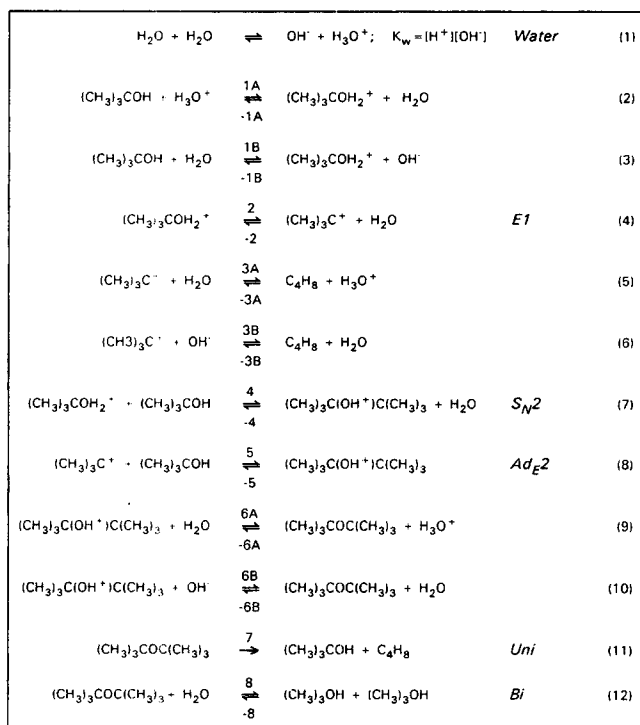 H₂O + H₂O ⇌ OH⁻ + H₃O⁺; K_w = [H⁺][OH⁻] Water (1)
1A
(CH₃)₃COH + H₃O⁺ ⇌ (CH₃)₃COH₂⁺ + H₂O (2)
-1A
1B
(CH₃)₃COH + H₂O ⇌ (CH₃)₃COH₂⁺ + OH⁻ (3)
-1B
2
(CH₃)₃COH₂⁺ ⇌ (CH₃)₃C⁺ + H₂O E1 (4)
-2
3A
(CH₃)₃C⁻ + H₂O ⇌ C₄H₈ + H₃O⁺ (5)
-3A
3B
(CH3)₃C⁻ + OH⁻ ⇌ C₄H₈ + H₂O (6)
-3B
4
(CH₃)₃COH₂⁺ + (CH₃)₃COH ⇌ (CH₃)₃C(OH⁺)C(CH₃)₃ + H₂O S_N2 (7)
-4
5
(CH₃)₃C⁺ + (CH₃)₃COH ⇌ (CH₃)₃C(OH⁺)C(CH₃)₃ Ad_E2 (8)
-5
6A
(CH₃)₃C(OH⁺)C(CH₃)₃ + H₂O ⇌ (CH₃)₃COC(CH₃)₃ + H₃O⁺ (9)
-6A
6B
(CH₃)₃C(OH⁺)C(CH₃)₃ + OH⁻ ⇌ (CH₃)₃COC(CH₃)₃ + H₂O (10)
-6B
7
(CH₃)₃COC(CH₃)₃ → (CH₃)₃COH + C₄H₈ Uni (11)
8
(CH₃)₃COC(CH₃)₃ + H₂O ⇌ (CH₃)₃OH + (CH₃)₃OH Bi (12)
-8